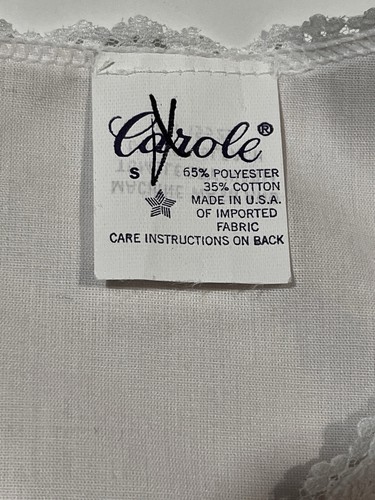 Carole®
S
65% POLYESTER
35% COTTON
MADE IN U.S.A.
OF IMPORTED
FABRIC
CARE INSTRUCTIONS ON BACK